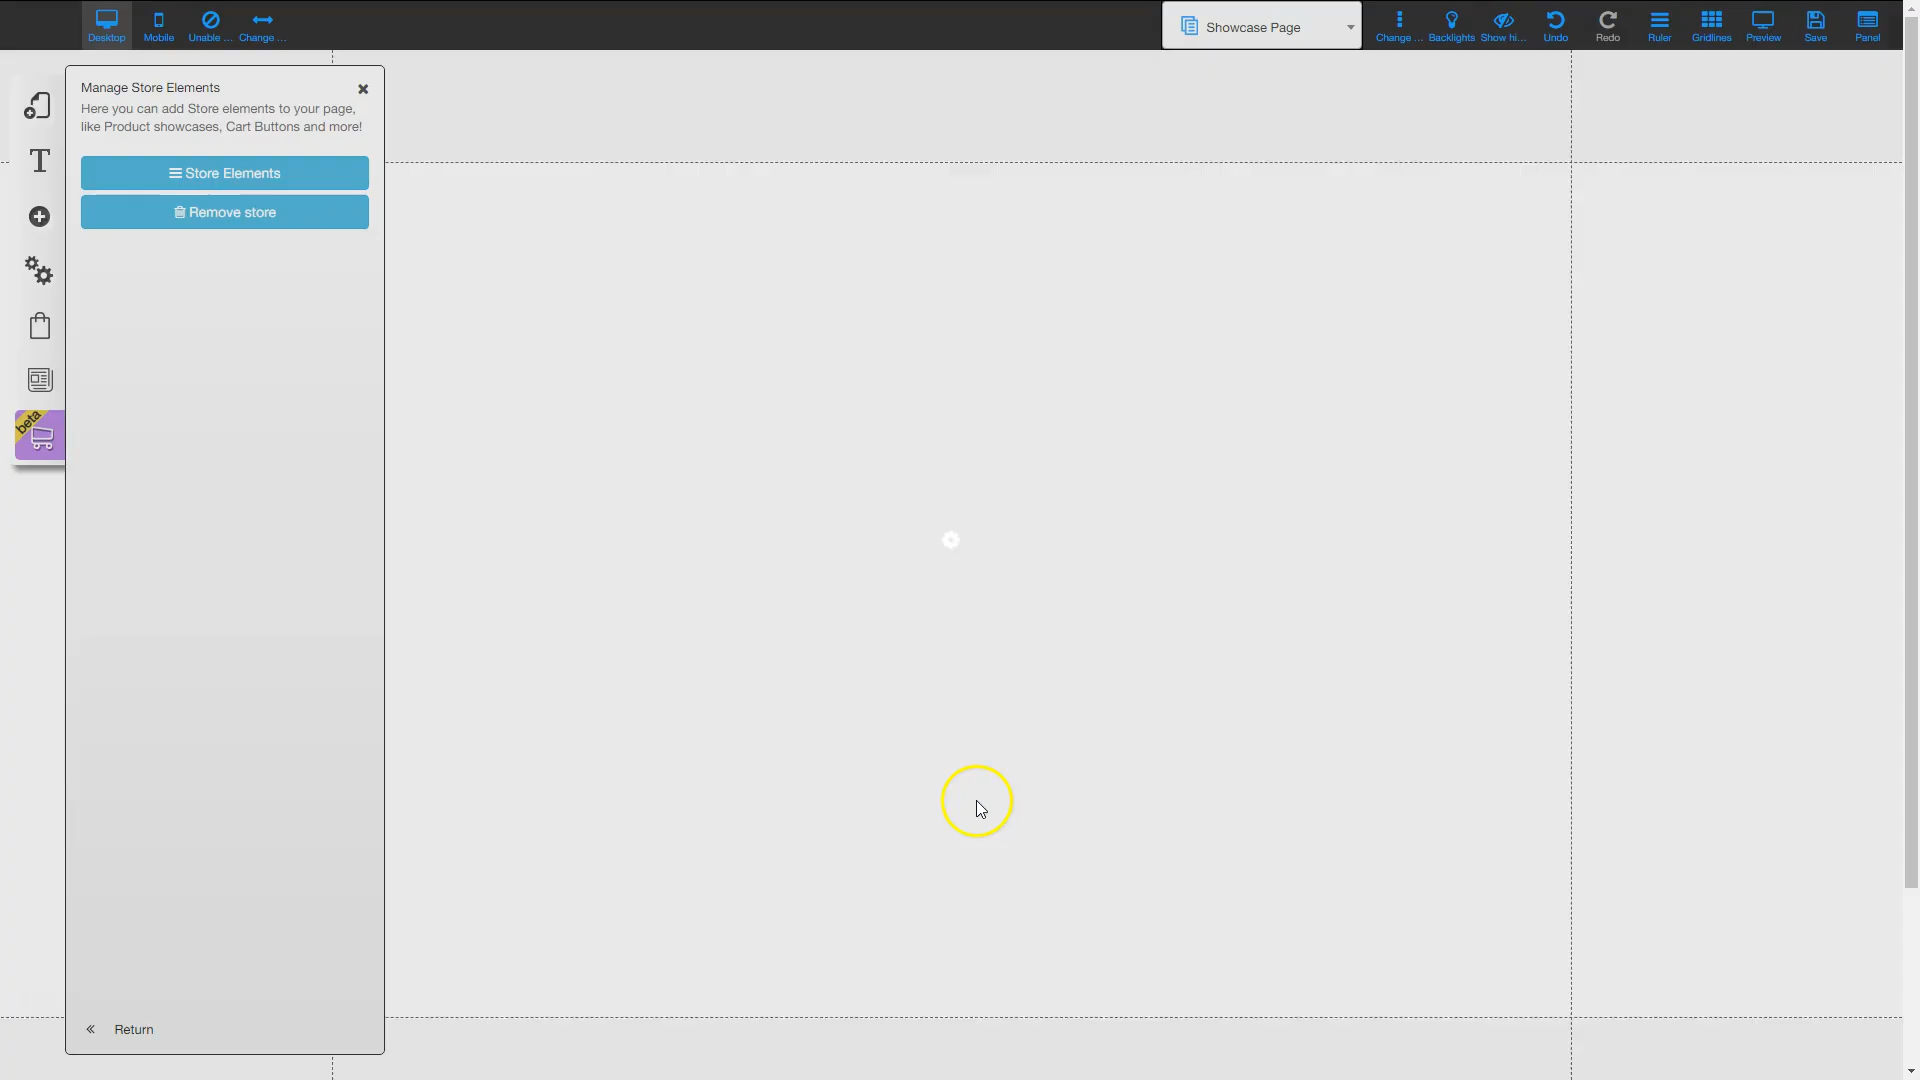 Desktop
Mobile
Unable ...
Change ...
Showcase Page
Change ...
Backlights
Show hi...
Undo
Redo
Ruler
Gridlines
Preview
Save
Panel
Manage Store Elements
Here you can add Store elements to your page,
like Product showcases, Cart Buttons and more!
Store Elements
Remove store
T
beta
Return